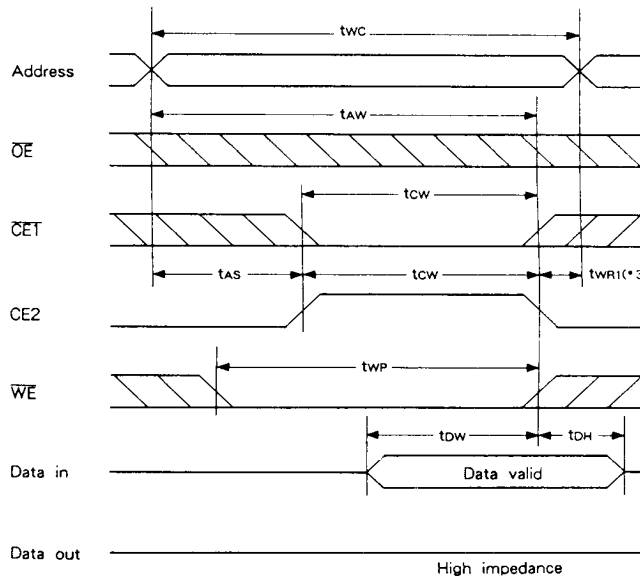 tWC
Address
tAW
OE
tCW
CE1
tAS tCW tWR1(*3
CE2
tWP
WE
tDW tDH
Data in Data valid
Data out
High impedance